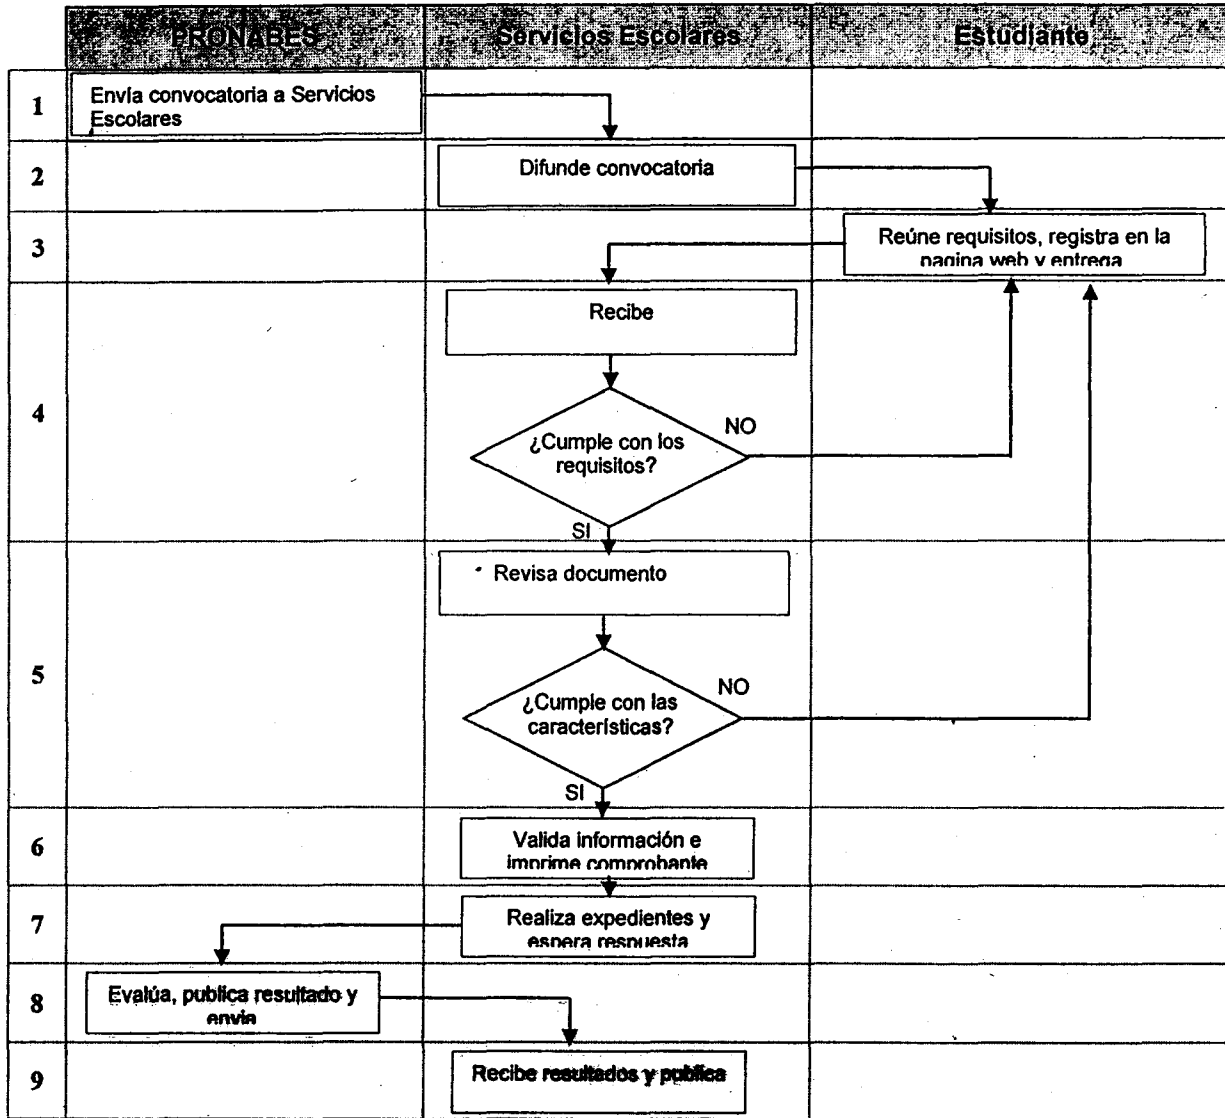 PRONABES
Servicios Escolares
Estudiante
1
Envía convocatoria a Servicios
Escolares
2
Difunde convocatoria
3
Reúne requisitos, registra en la
pagina web y entrega
4
Recibe
¿Cumple con los
requisitos?
NO
SI
5
Revisa documento
¿Cumple con las
características?
NO
SI
6
Valida información e
imprime comprobante
7
Realiza expedientes y
espera respuesta
8
Evalúa, publica resultado y
envia
9
Recibe resultados y publica